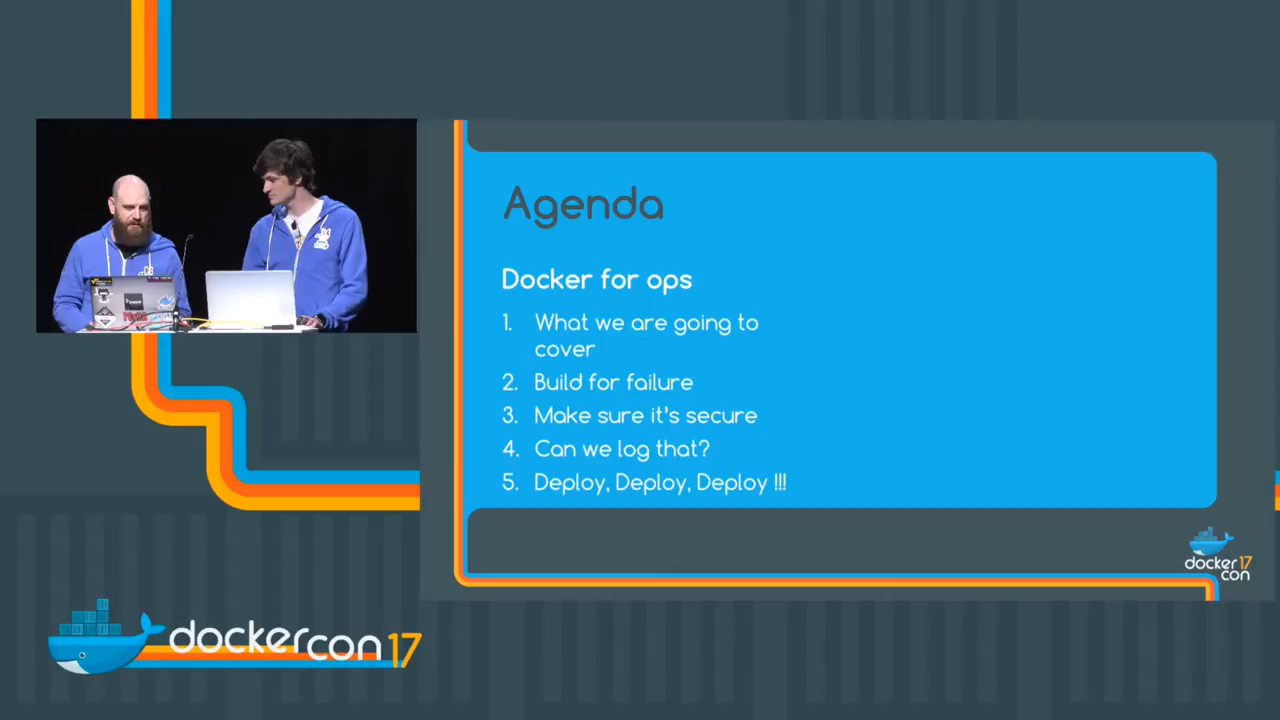 Agenda
Docker for ops
1. What we are going to
cover
2. Build for failure
3. Make sure it's secure
4. Can we log that?
5. Deploy, Deploy, Deploy !!!
docker 17
con
dockercon 17